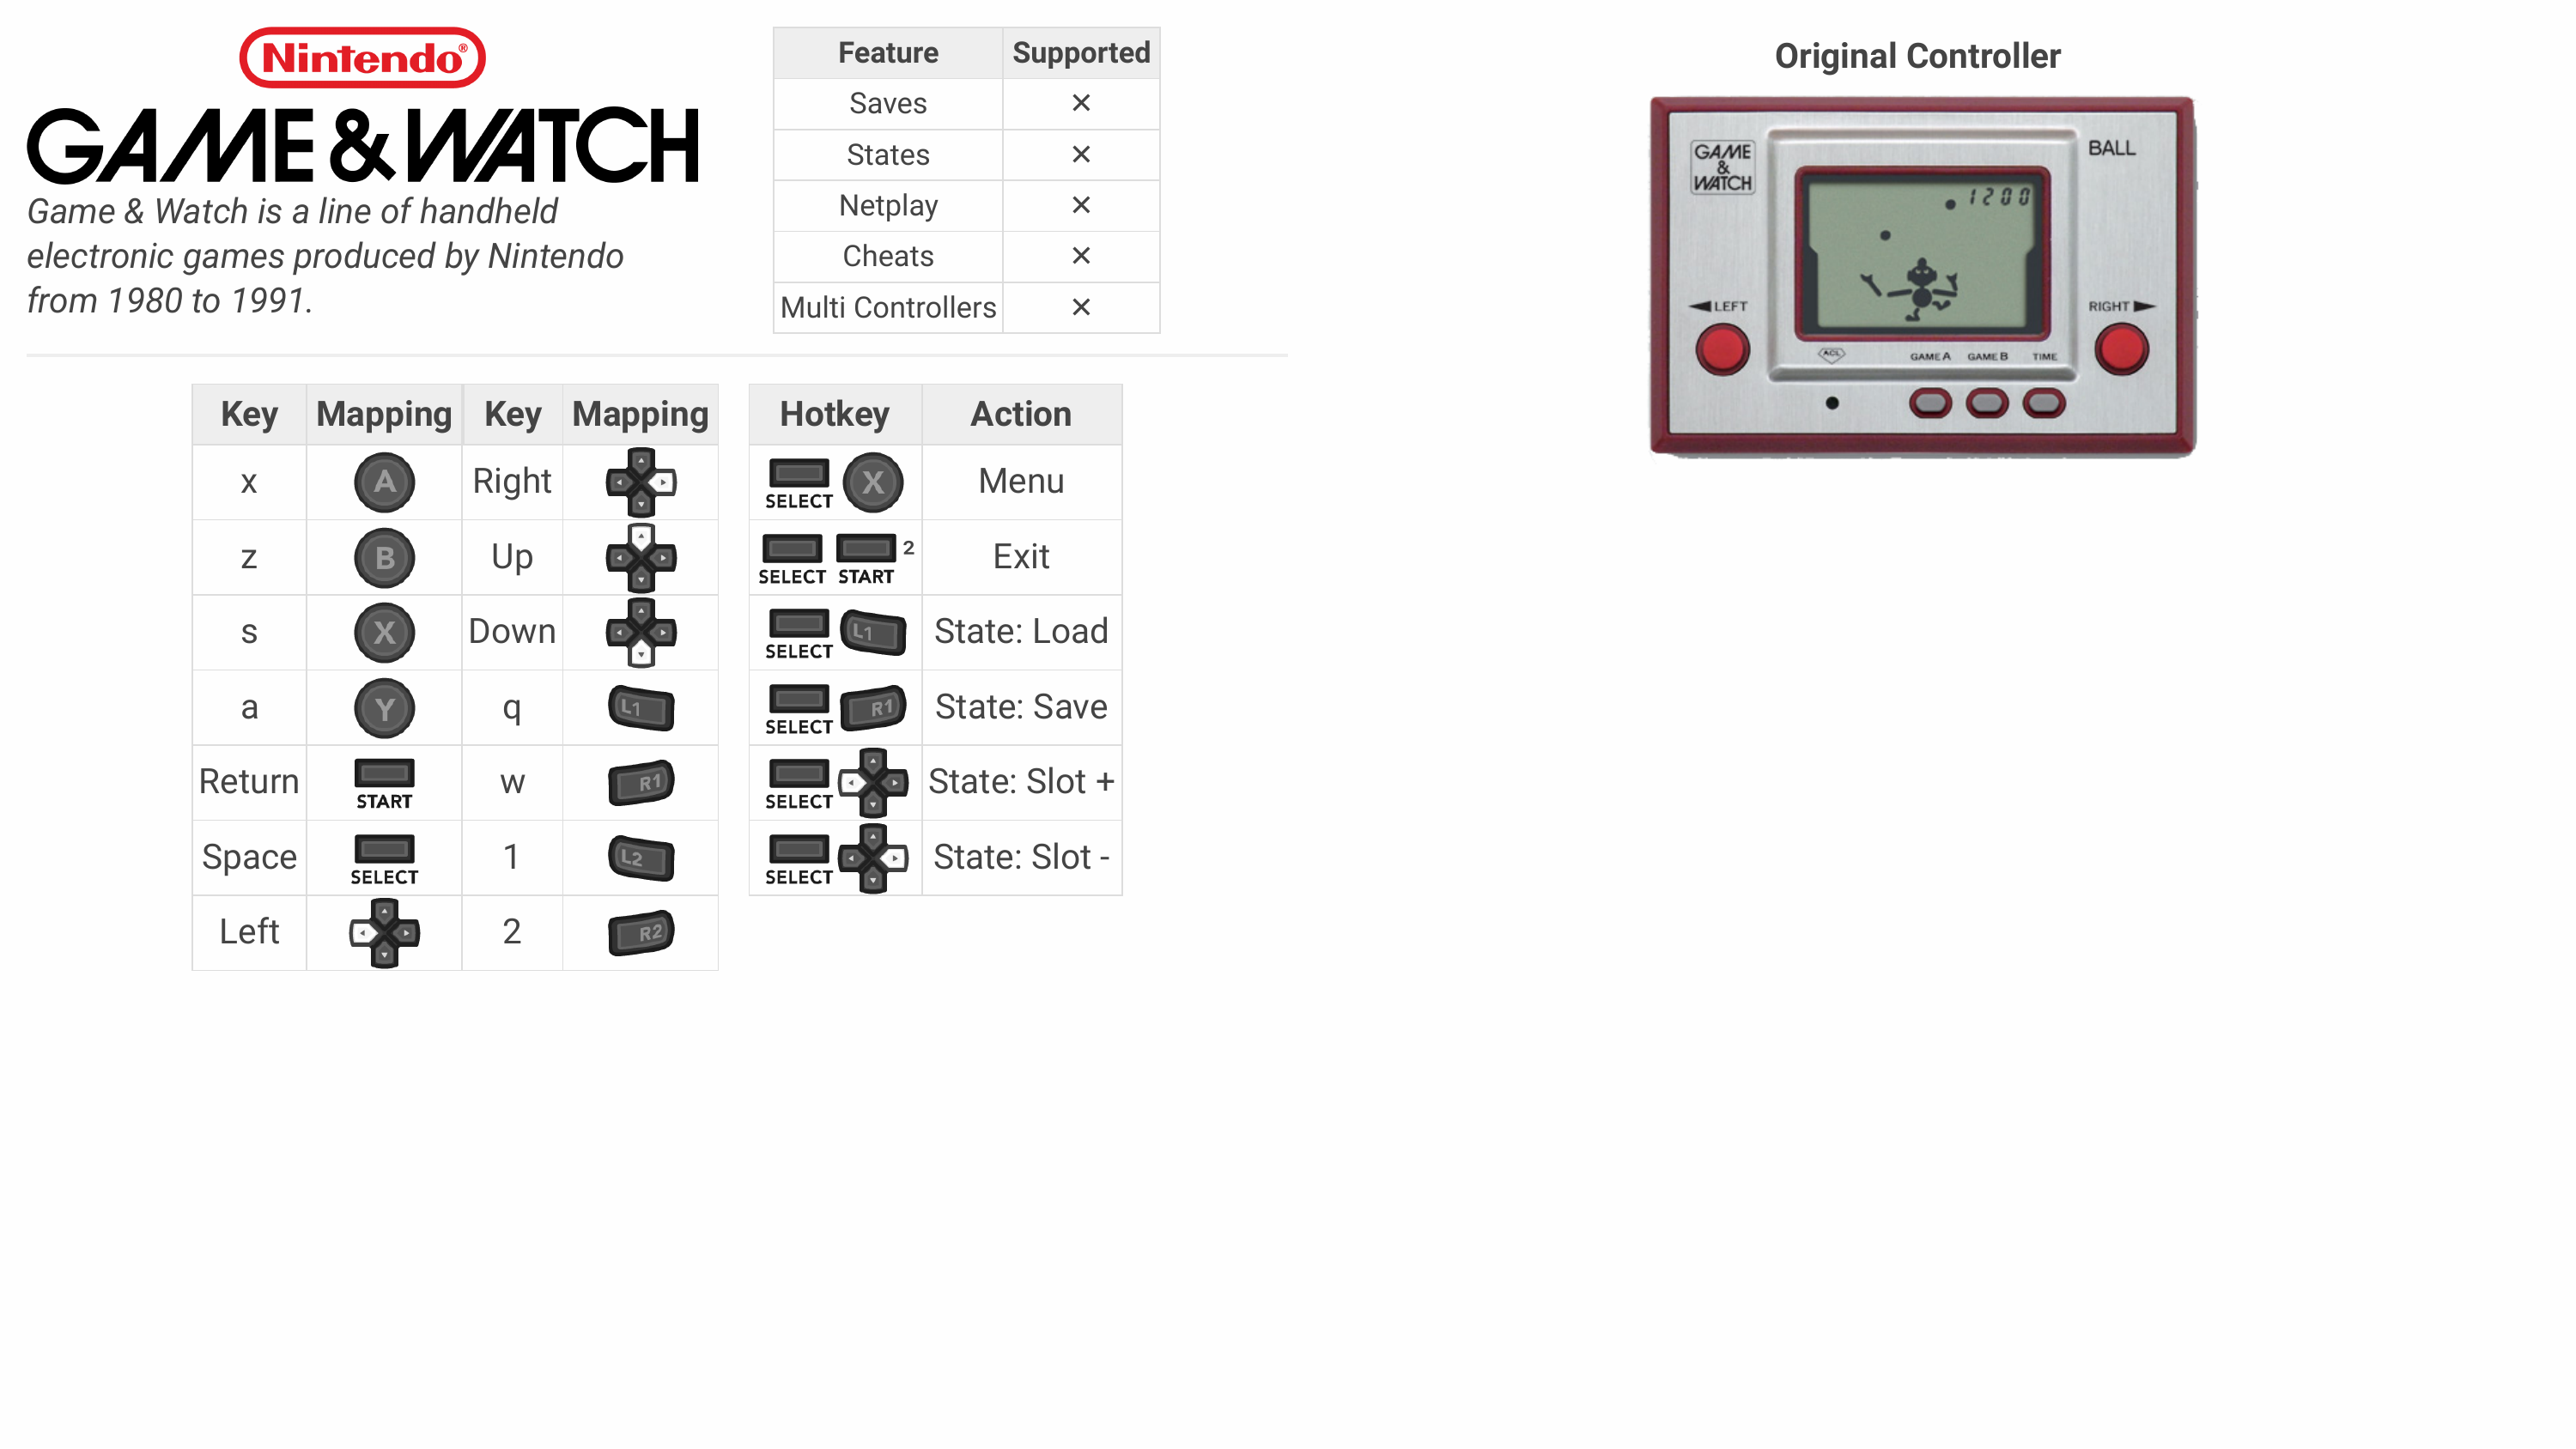 Nintendo®
GAME & WATCH
Game & Watch is a line of handheld
electronic games produced by Nintendo
from 1980 to 1991.
Feature Supported
Saves ✕
States ✕
Netplay ✕
Cheats ✕
Multi Controllers ✕
Key Mapping Key Mapping
x A Right
z B Up
s X Down
a Y q L1
Return START w R1
Space SELECT 1 L2
Left 2 R2
Hotkey Action
SELECT X Menu
SELECT START 2 Exit
SELECT L1 State: Load
SELECT R1 State: Save
SELECT State: Slot +
SELECT State: Slot -
Original Controller
GAME
&
WATCH
BALL
1200
◄LEFT
RIGHT►
ACL
GAME A GAME B TIME